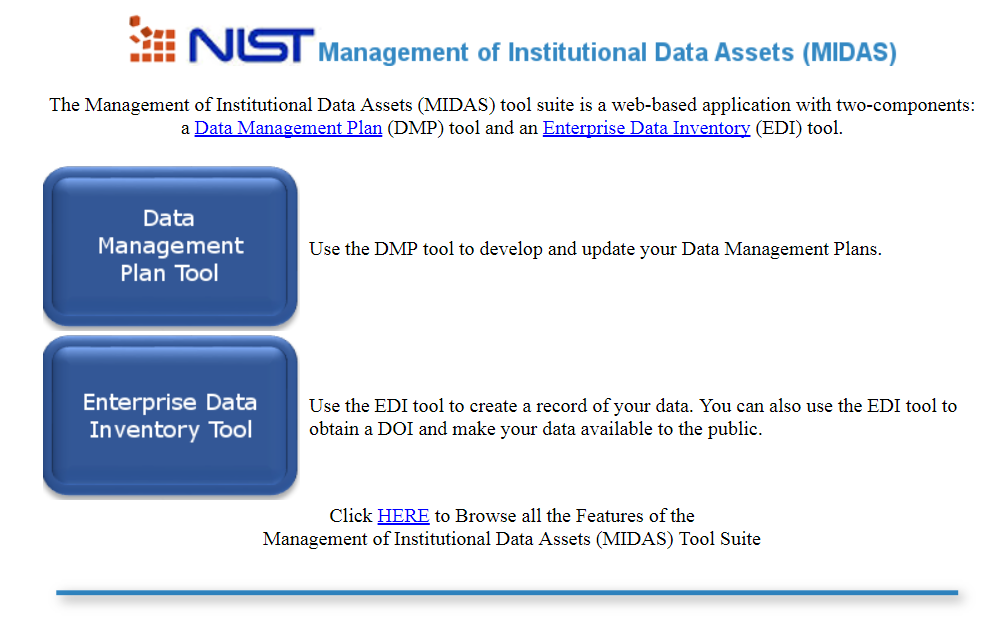 NIST Management of Institutional Data Assets (MIDAS)
The Management of Institutional Data Assets (MIDAS) tool suite is a web-based application with two-components:
a Data Management Plan (DMP) tool and an Enterprise Data Inventory (EDI) tool.
Data
Management
Plan Tool
Use the DMP tool to develop and update your Data Management Plans.
Enterprise Data
Inventory Tool
Use the EDI tool to create a record of your data. You can also use the EDI tool to
obtain a DOI and make your data available to the public.
Click HERE to Browse all the Features of the
Management of Institutional Data Assets (MIDAS) Tool Suite